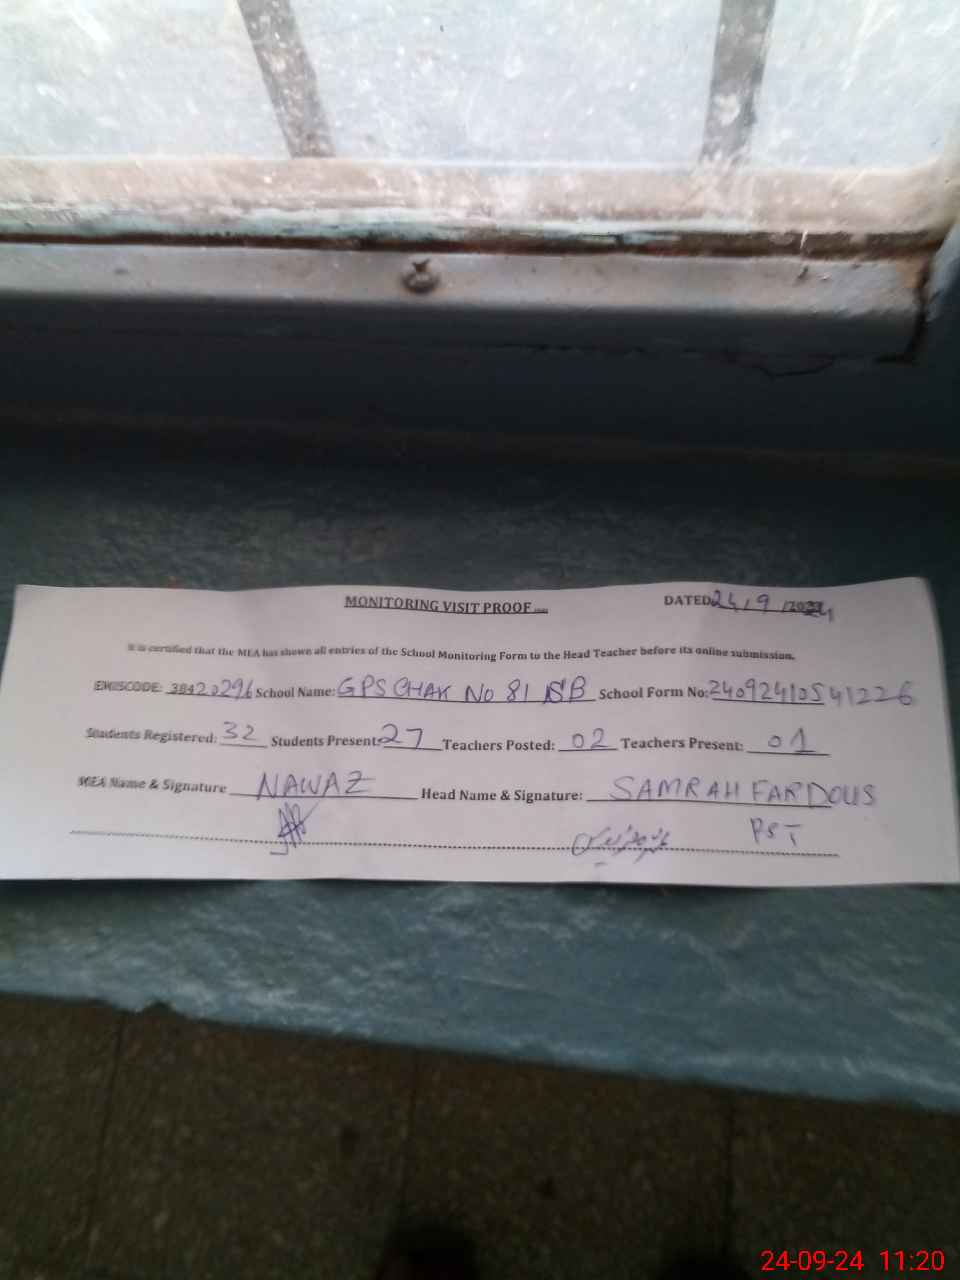 MONITORING VISIT PROOF
DATED 24/9/2024
It is certified that the MEA has shown all entries of the School Monitoring Form to the Head Teacher before its online submission.
EMISCODE: 38420296 School Name: GPS CHAK No 81 SB School Form No: 24092410541226
Students Registered: 32 Students Present: 27 Teachers Posted: 02 Teachers Present: 01
MEA Name & Signature NAWAZ Head Name & Signature: SAMRAH FARDOUS
PST
24-09-24 11:20